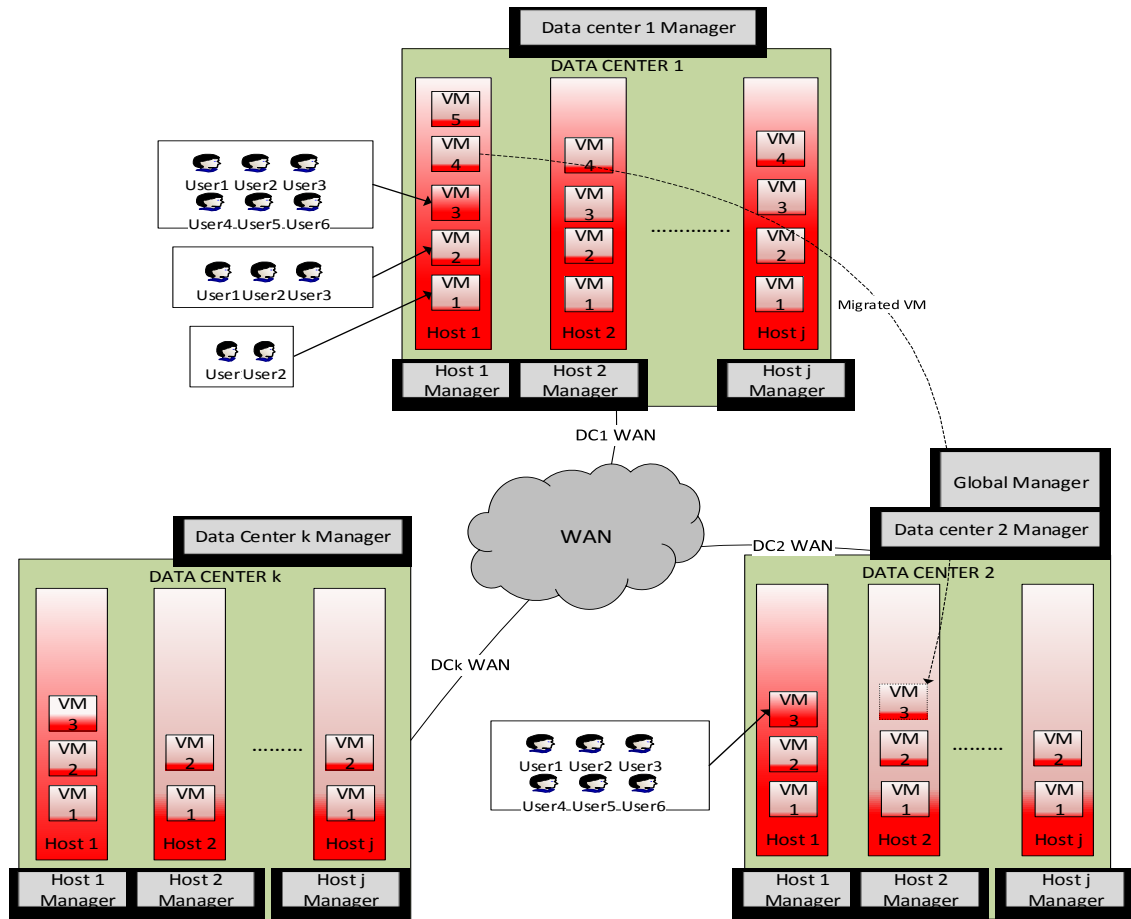 Data center 1 Manager
DATA CENTER 1
VM
5
VM
4
VM
3
VM
2
VM
1
Host 1
VM
4
VM
3
VM
2
VM
1
Host 2
...............
VM
4
VM
3
VM
2
VM
1
Host j
User1 User2 User3
User4 User5 User6
User1 User2 User3
User User2
Migrated VM
Host 1
Manager
Host 2
Manager
Host j
Manager
DC1 WAN
WAN
DC2 WAN
DCk WAN
Global Manager
Data center 2 Manager
Data Center k Manager
DATA CENTER k
VM
3
VM
2
VM
1
Host 1
VM
2
VM
1
Host 2
.........
VM
2
VM
1
Host j
Host 1
Manager
Host 2
Manager
Host j
Manager
User1 User2 User3
User4 User5 User6
DATA CENTER 2
VM
3
VM
2
VM
1
Host 1
VM
3
VM
2
VM
1
Host 2
.........
VM
2
VM
1
Host j
Host 1
Manager
Host 2
Manager
Host j
Manager